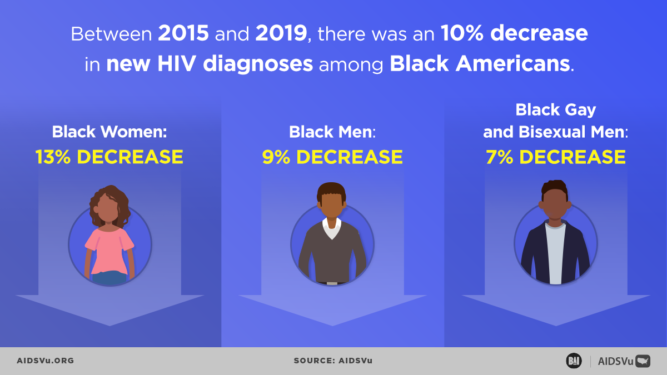 Between 2015 and 2019, there was an 10% decrease
in new HIV diagnoses among Black Americans.
Black Women:
13% DECREASE
Black Men:
9% DECREASE
Black Gay
and Bisexual Men:
7% DECREASE
AIDSVu.ORG
SOURCE: AIDSVu
BAI
AIDSVu